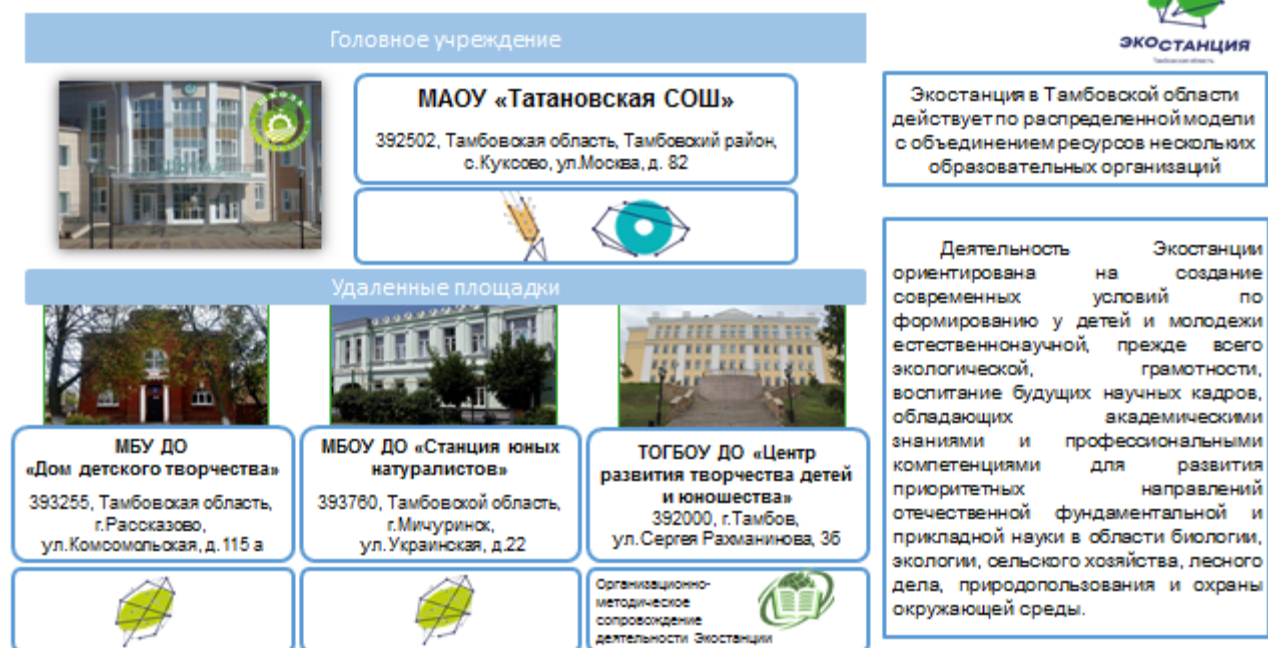 Головное учреждение
МАОУ «Татановская СОШ»
392502, Тамбовская область, Тамбовский район,
с.Куксово, ул.Москва, д. 82
Удаленные площадки
МБУ ДО
«Дом детского творчества»
393255, Тамбовская область,
г.Рассказово,
ул.Комсомольская, д.115 а
МБОУ ДО «Станция юных
натуралистов»
393760, Тамбовской область,
г.Мичуринск,
ул.Украинская, д.22
ТОГБОУ ДО «Центр
развития творчества детей
и юношества»
392000, г.Тамбов,
ул.Сергея Рахманинова, 3б
Организационно-
методическое
сопровождение
деятельности Экостанции
ЭКОСТАНЦИЯ
Тамбовская область
Экостанция в Тамбовской области
действует по распределенной модели
с объединением ресурсов нескольких
образовательных организаций
Деятельность Экостанции
ориентирована на создание
современных условий по
формированию у детей и молодежи
естественнонаучной, прежде всего
экологической, грамотности,
воспитание будущих научных кадров,
обладающих академическими
знаниями и профессиональными
компетенциями для развития
приоритетных направлений
отечественной фундаментальной и
прикладной науки в области биологии,
экологии, сельского хозяйства, лесного
дела, природопользования и охраны
окружающей среды.